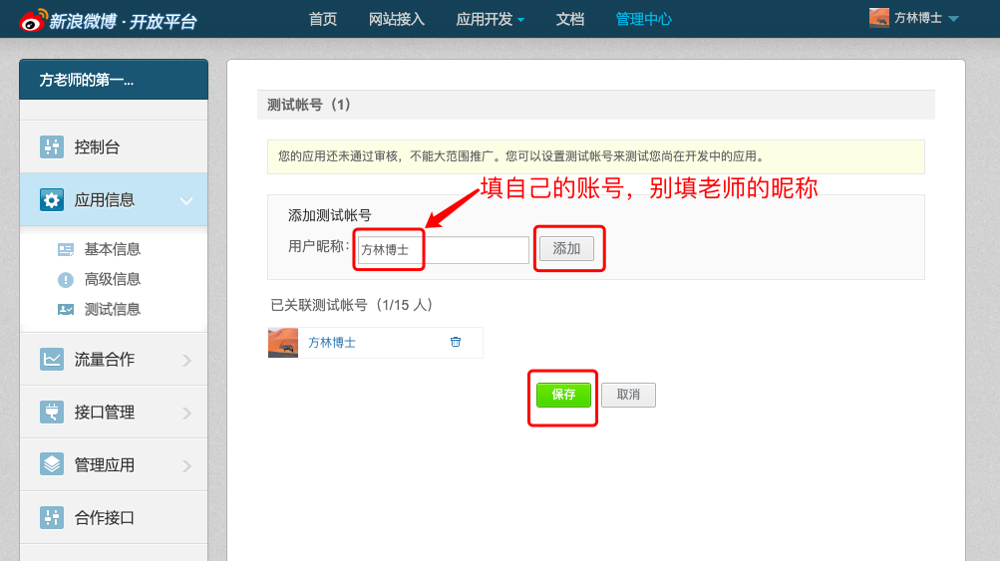 新浪微博·开放平台
首页 网站接入 应用开发 文档 管理中心 方林博士
方老师的第一...
控制台
应用信息
基本信息
高级信息
测试信息
流量合作
接口管理
管理应用
合作接口
测试帐号（1）
您的应用还未通过审核，不能大范围推广。您可以设置测试帐号来测试您尚在开发中的应用。
填自己的账号，别填老师的昵称
添加测试帐号
用户昵称： 方林博士 添加
已关联测试帐号（1/15 人）
方林博士
保存 取消